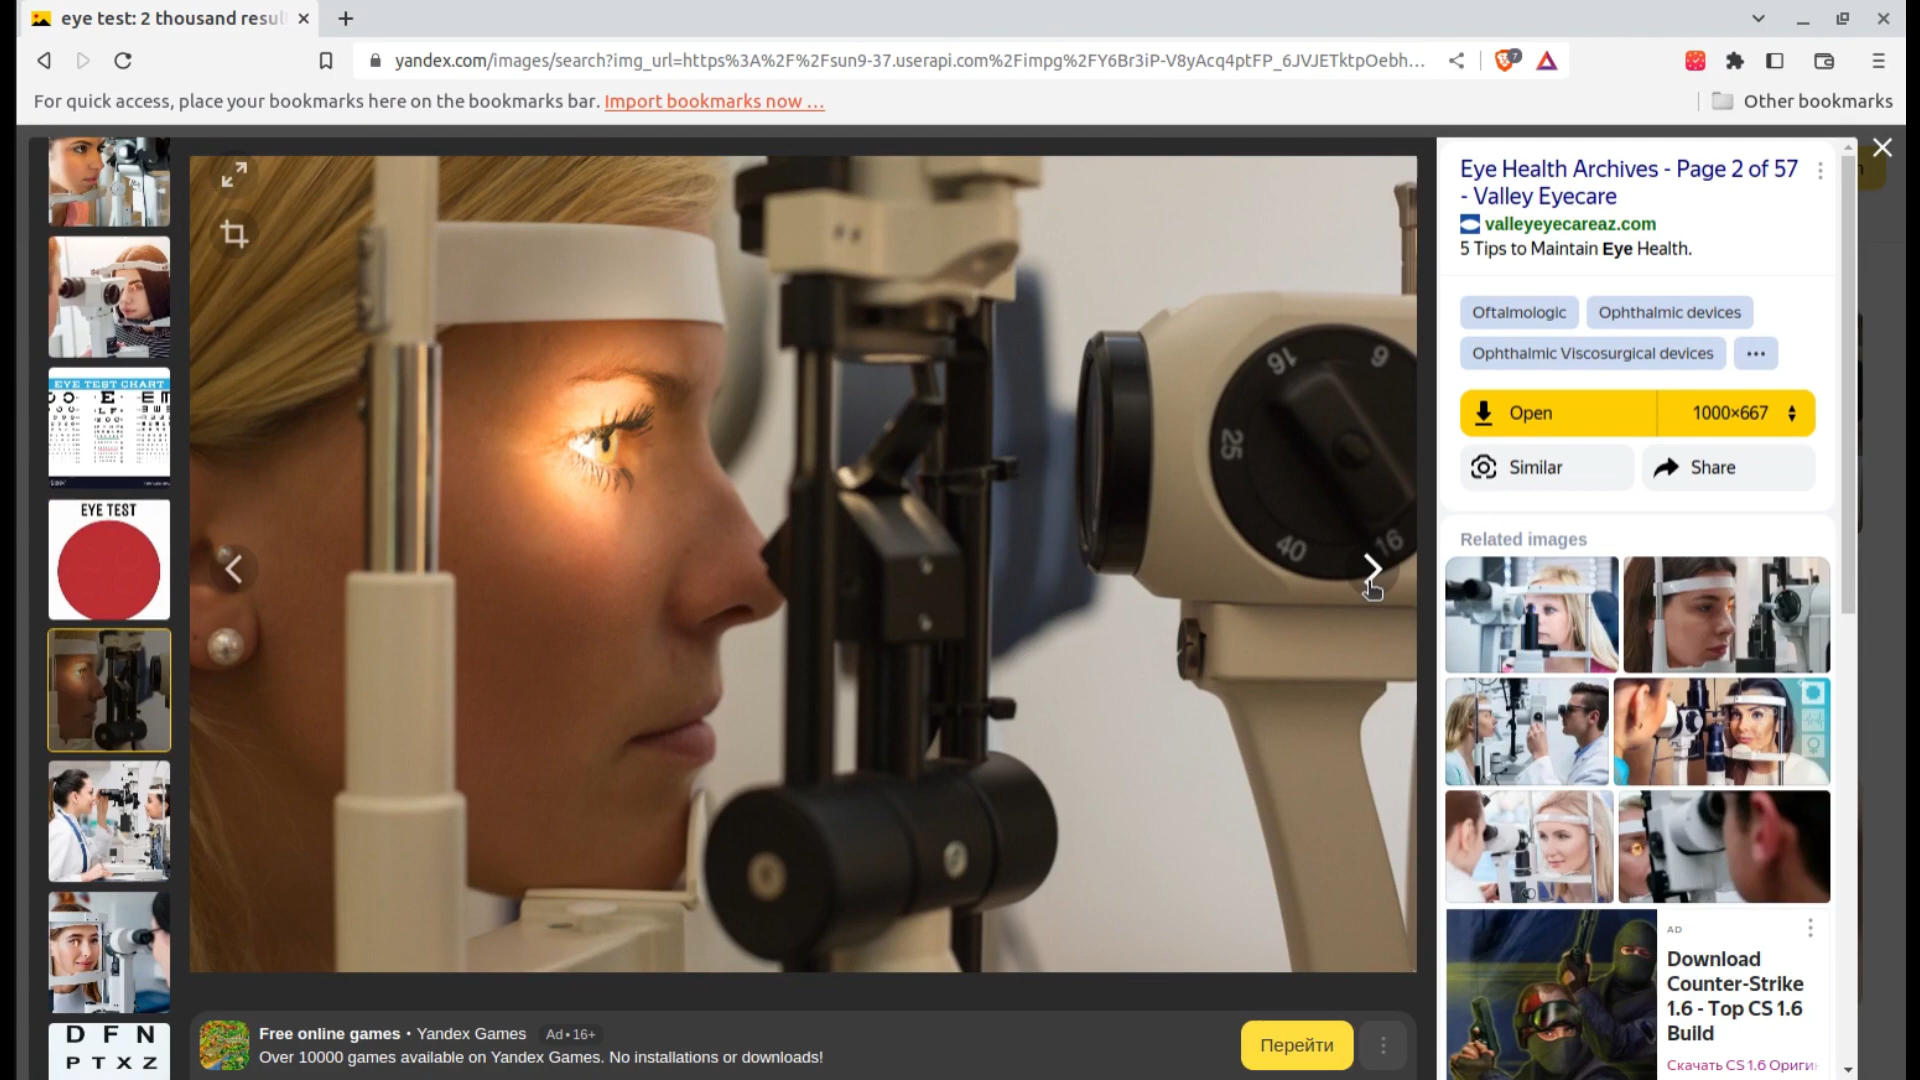 eye test: 2 thousand resul
yandex.com/images/search?img_url=https%3A%2F%2Fsun9-37.userapi.com%2Fimpg%2FY6Br3iP-V8yAcq4ptFP_6JVJETktpOebh...
7
For quick access, place your bookmarks here on the bookmarks bar. Import bookmarks now ...
Other bookmarks
Eye Health Archives - Page 2 of 57
- Valley Eyecare
valleyeyecareaz.com
5 Tips to Maintain Eye Health.
Oftalmologic
Ophthalmic devices
Ophthalmic Viscosurgical devices
...
Open
1000×667
Similar
Share
Related images
EYE TEST CHART
EYE TEST
16
6
25
40
16
D F N
P T X Z
Free online games • Yandex Games Ad • 16+
Over 10000 games available on Yandex Games. No installations or downloads!
Перейти
AD
Download
Counter-Strike
1.6 - Top CS 1.6
Build
Скачать CS 1.6 Ориги